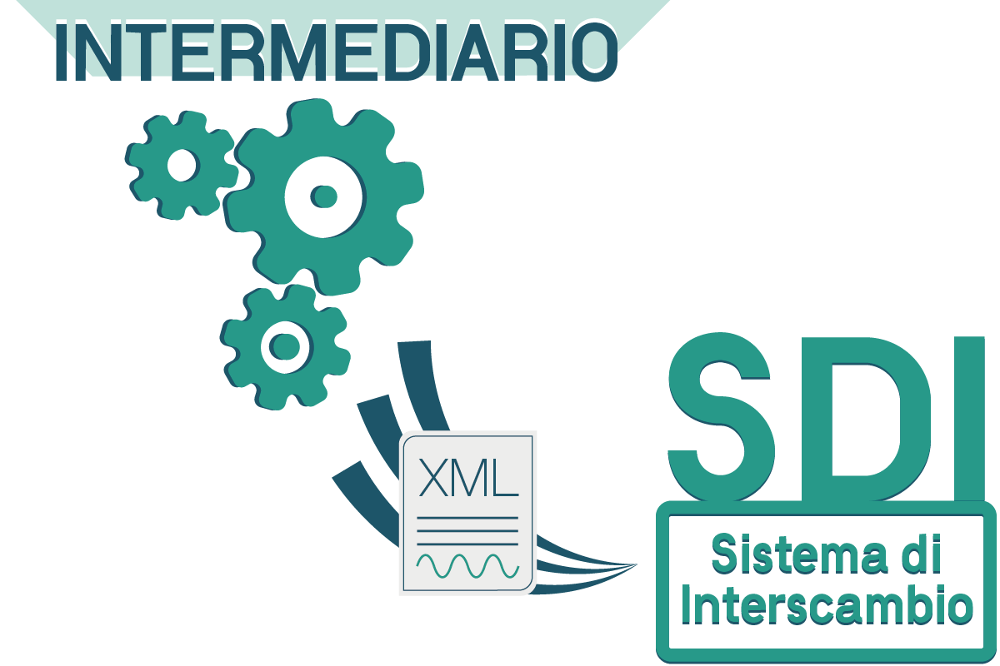 INTERMEDIARIO
XML
SDI
Sistema di
Interscambio